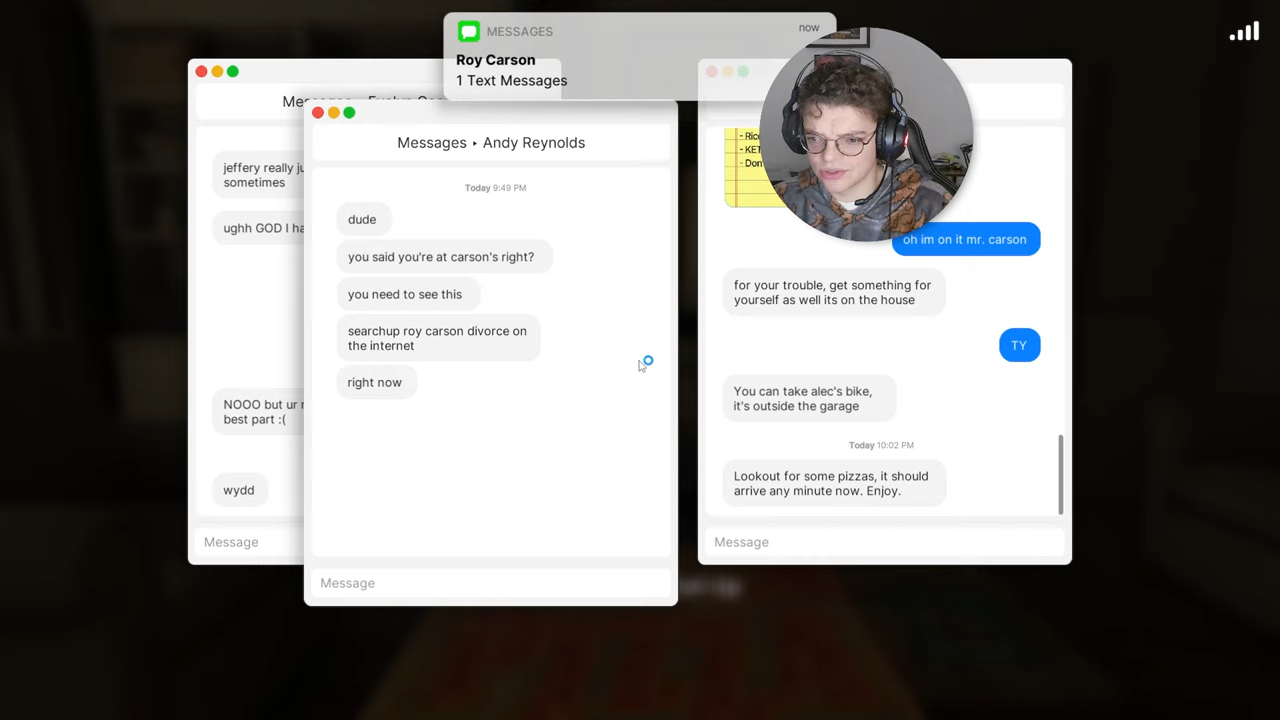 MESSAGES
now
Roy Carson
1 Text Messages
jeffery really
sometimes
ughh GOD I
NOOO but ur
best part :(
wydd
Message
Messages ▸ Andy Reynolds
Today 9:49 PM
dude
you said you're at carson's right?
you need to see this
searchup roy carson divorce on
the internet
right now
Message
- KET
oh im on it mr. carson
for your trouble, get something for
yourself as well its on the house
TY
You can take alec's bike,
it's outside the garage
Today 10:02 PM
Lookout for some pizzas, it should
arrive any minute now. Enjoy.
Message